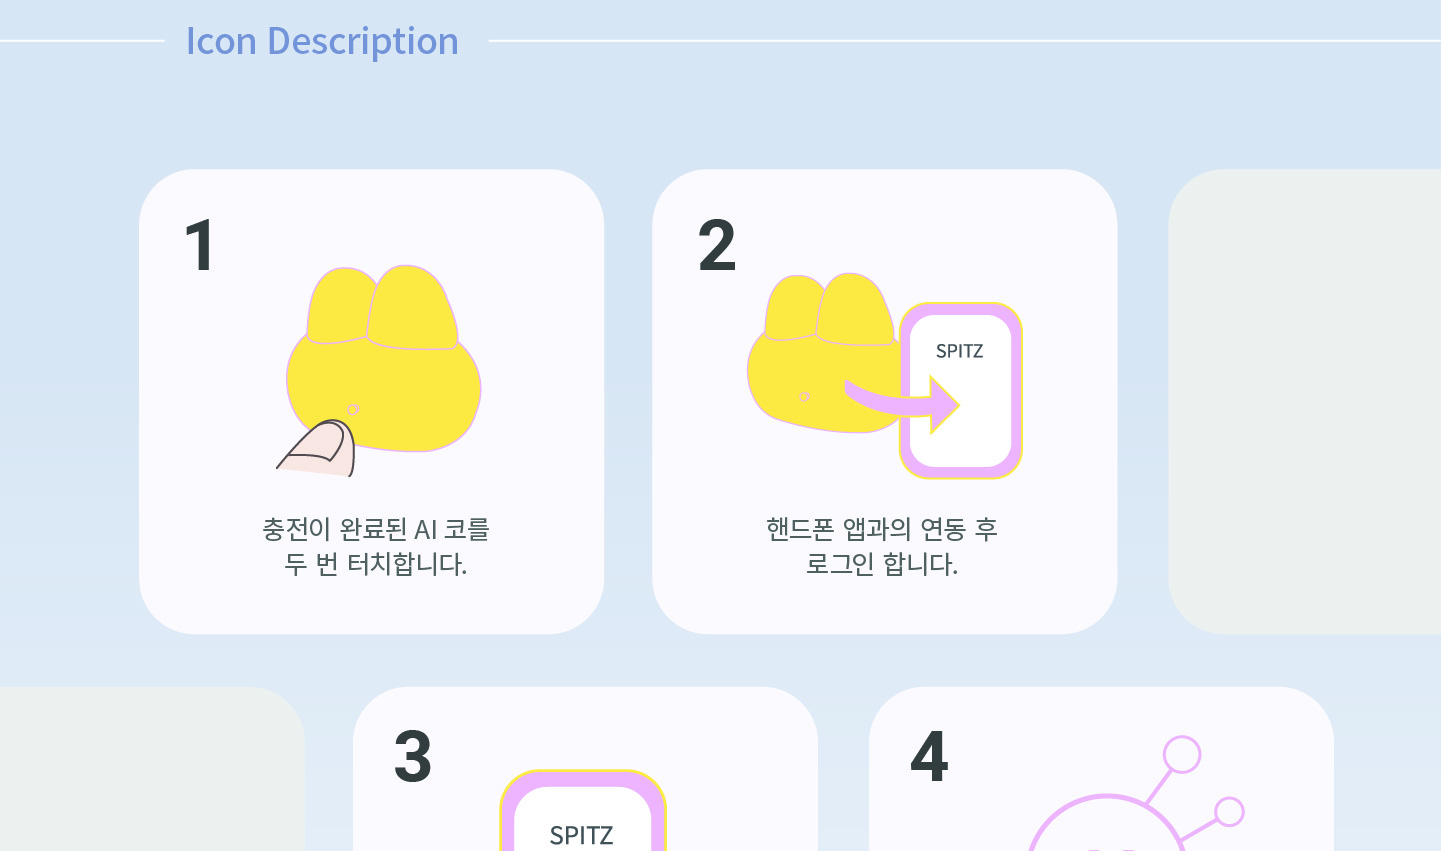 Icon Description
1
충전이 완료된 AI 코를
두 번 터치합니다.
2
SPITZ
핸드폰 앱과의 연동 후
로그인 합니다.
3
SPITZ
4